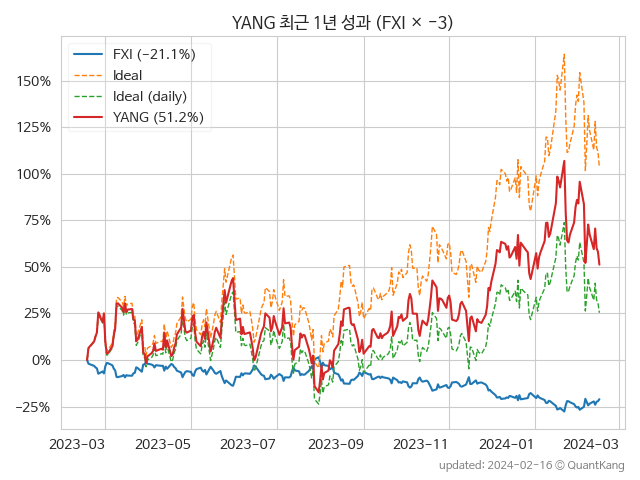 YANG 최근 1년 성과 (FXI × −3)
FXI (−21.1%)
Ideal
Ideal (daily)
YANG (51.2%)
150%
125%
100%
75%
50%
25%
0%
−25%
2023-03 2023-05 2023-07 2023-09 2023-11 2024-01 2024-03
updated: 2024-02-16 © QuantKang